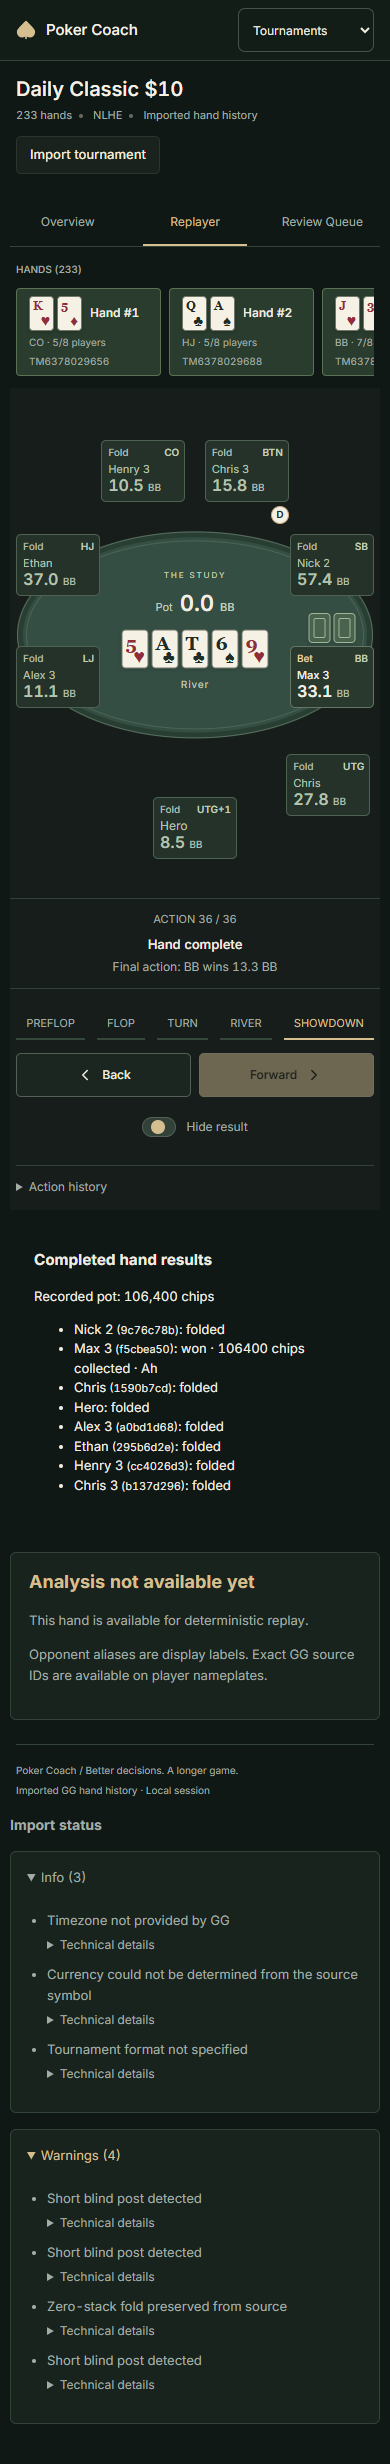 Poker Coach
Tournaments
Daily Classic $10
233 hands • NLHE • Imported hand history
Import tournament
Overview
Replayer
Review Queue
HANDS (233)
K 5 Hand #1
CO · 5/8 players
TM6378029656
Q A Hand #2
HJ · 5/8 players
TM6378029688
J 3
BB · 7/8
TM6378
Fold CO
Henry 3
10.5 BB
Fold BTN
Chris 3
15.8 BB
D
Fold HJ
Ethan
37.0 BB
Fold SB
Nick 2
57.4 BB
THE STUDY
Pot 0.0 BB
5 A T 6 9
River
Fold LJ
Alex 3
11.1 BB
Bet BB
Max 3
33.1 BB
Fold UTG
Chris
27.8 BB
Fold UTG+1
Hero
8.5 BB
ACTION 36 / 36
Hand complete
Final action: BB wins 13.3 BB
PREFLOP
FLOP
TURN
RIVER
SHOWDOWN
Back
Forward
Hide result
Action history
Completed hand results
Recorded pot: 106,400 chips
• Nick 2 (9c76c78b): folded
• Max 3 (f5cbea50): won · 106400 chips
collected · Ah
• Chris (1590b7cd): folded
• Hero: folded
• Alex 3 (a0bd1d68): folded
• Ethan (295b6d2e): folded
• Henry 3 (cc4026d3): folded
• Chris 3 (b137d296): folded
Analysis not available yet
This hand is available for deterministic replay.
Opponent aliases are display labels. Exact GG source
IDs are available on player nameplates.
Poker Coach / Better decisions. A longer game.
Imported GG hand history · Local session
Import status
Info (3)
• Timezone not provided by GG
Technical details
• Currency could not be determined from the source
symbol
Technical details
• Tournament format not specified
Technical details
Warnings (4)
• Short blind post detected
Technical details
• Short blind post detected
Technical details
• Zero-stack fold preserved from source
Technical details
• Short blind post detected
Technical details